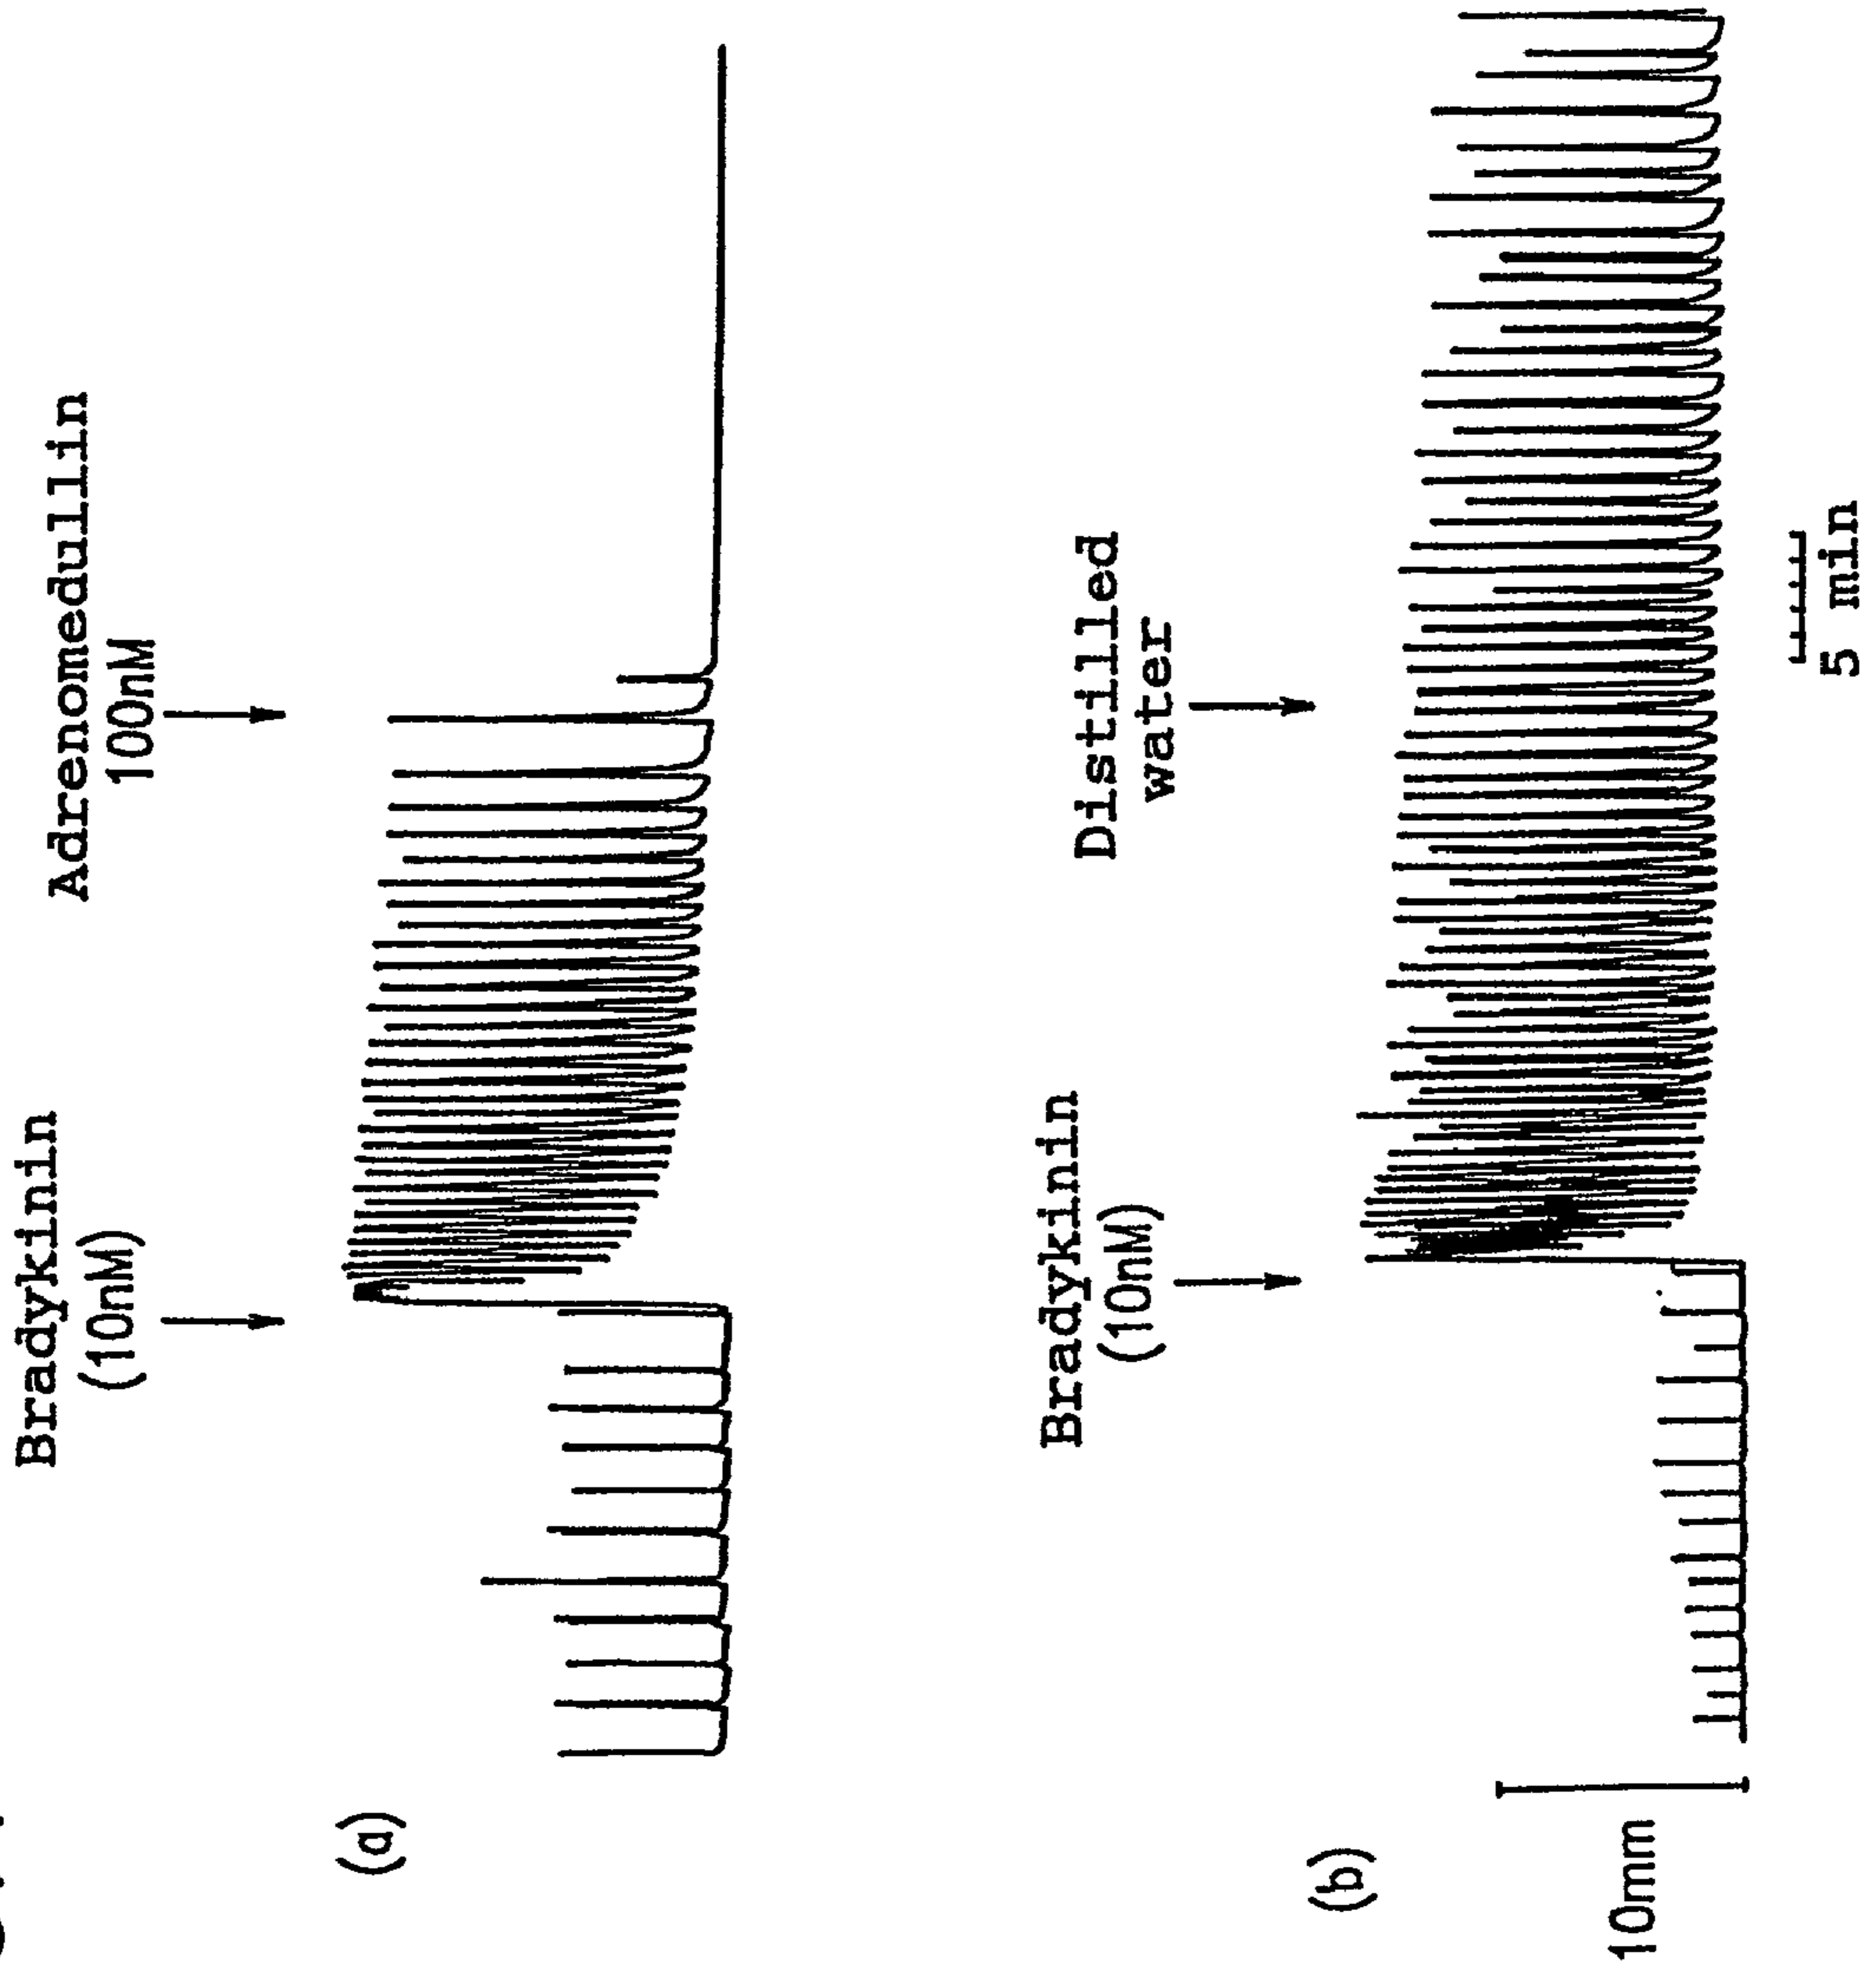 Bradykinin
(10nM)
Adrenomedullin
100nM
(a)
Bradykinin
(10nM)
Distilled
water
(b)
10mm
5 min